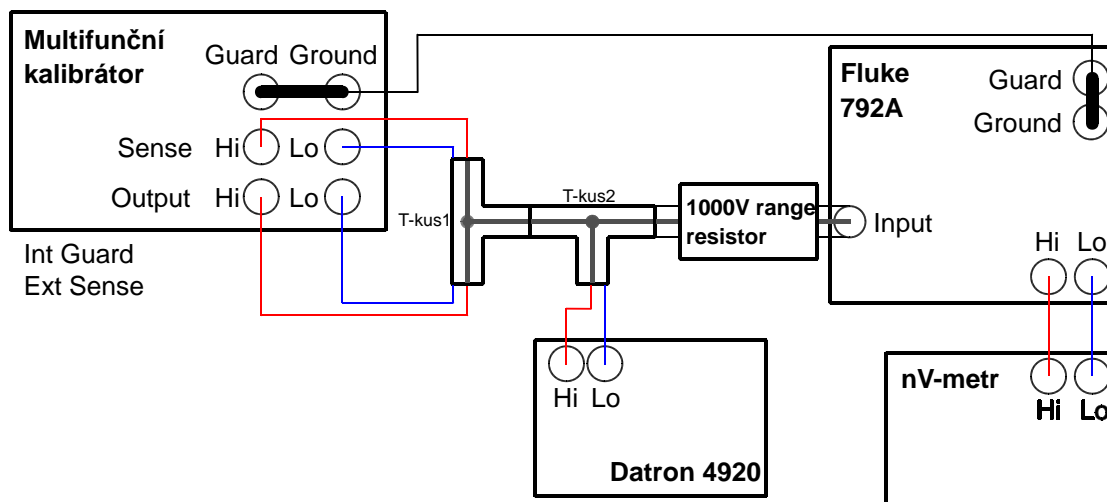 Multifunční
kalibrátor
Guard Ground
Sense Hi Lo
Output Hi Lo
Int Guard
Ext Sense
T-kus1
T-kus2
1000V range
resistor
Input
Fluke
792A
Guard
Ground
Hi Lo
nV-metr
Hi Lo
Hi Lo
Datron 4920